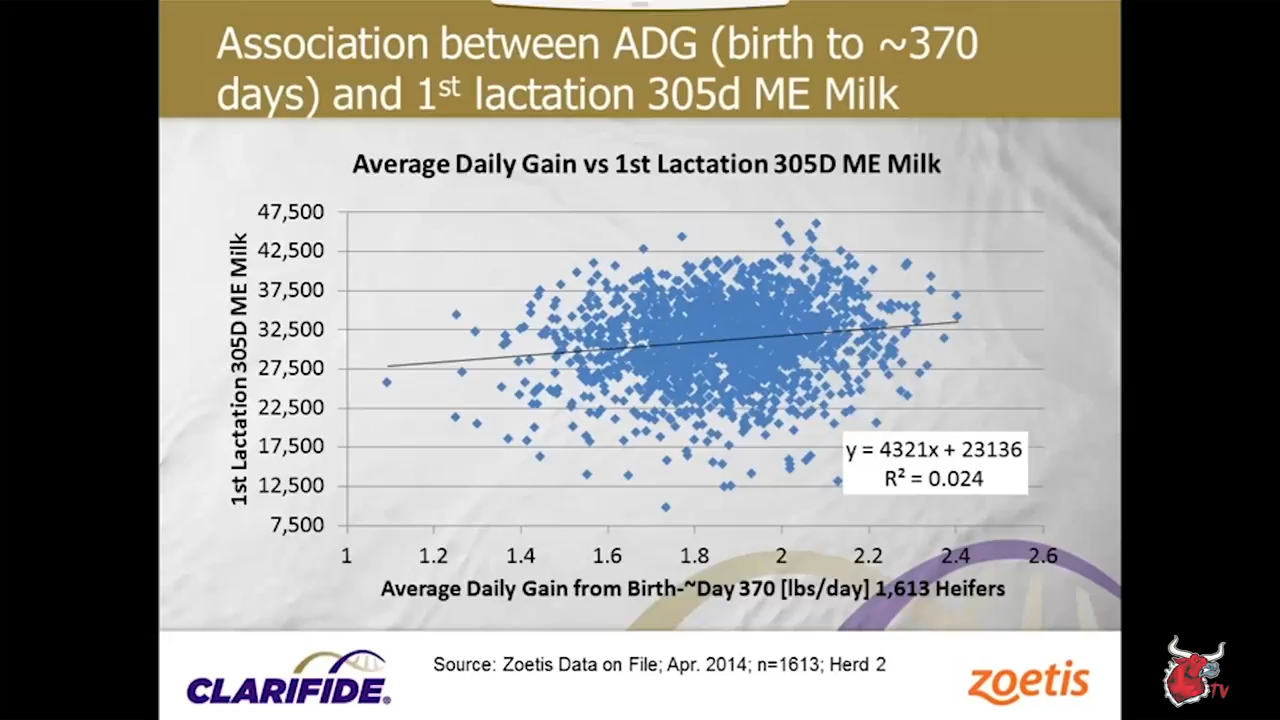 Association between ADG (birth to ~370
days) and 1st lactation 305d ME Milk
Average Daily Gain vs 1st Lactation 305D ME Milk
1st Lactation 305D ME Milk
47,500
42,500
37,500
32,500
27,500
22,500
17,500
12,500
7,500
y = 4321x + 23136
R² = 0.024
1 1.2 1.4 1.6 1.8 2 2.2 2.4 2.6
Average Daily Gain from Birth-~Day 370 [lbs/day] 1,613 Heifers
Source: Zoetis Data on File; Apr. 2014; n=1613; Herd 2
CLARIFIDE®
zoetis
TV